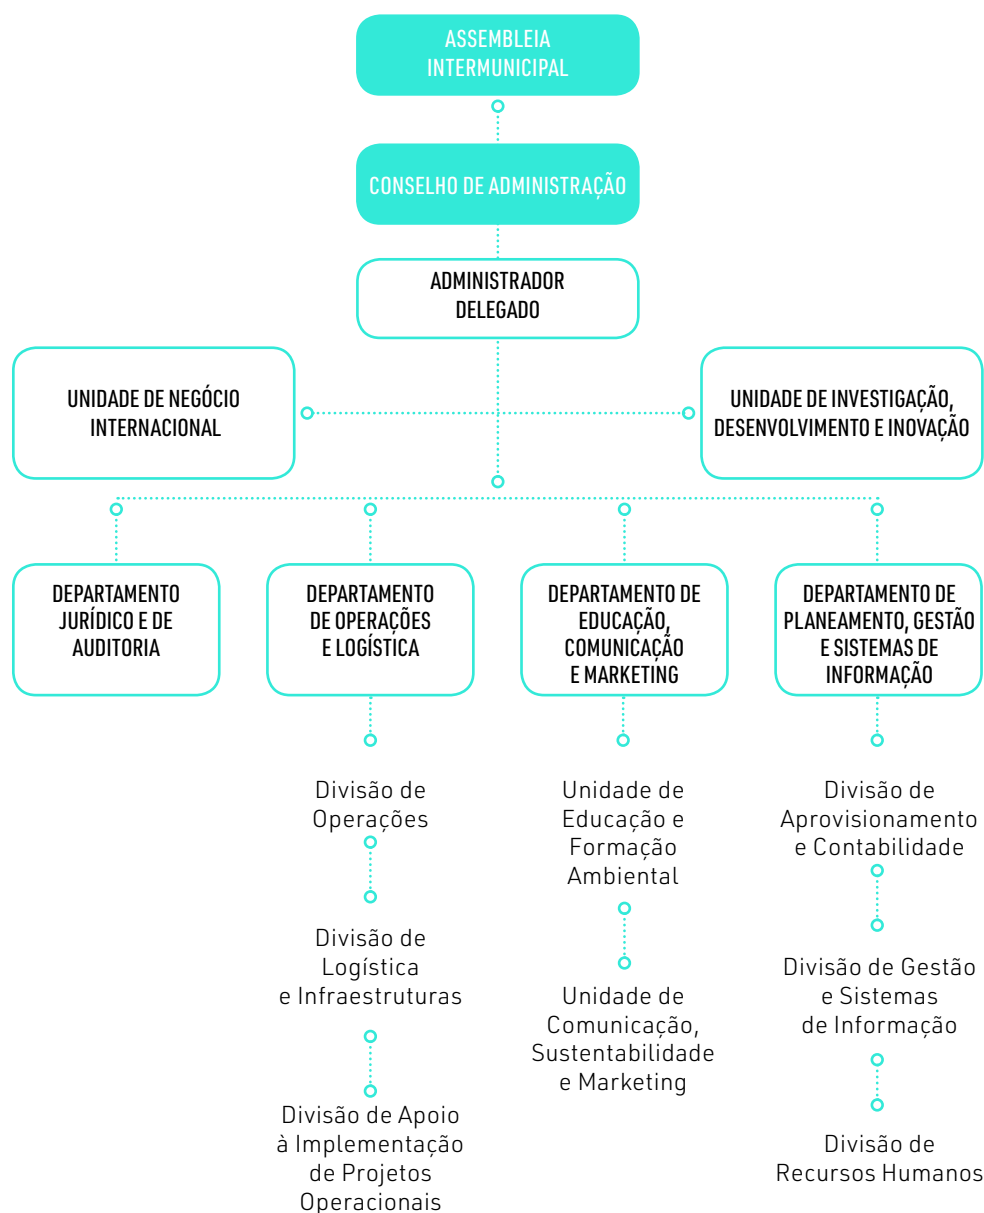 ASSEMBLEIA
INTERMUNICIPAL
CONSELHO DE ADMINISTRAÇÃO
ADMINISTRADOR
DELEGADO
UNIDADE DE NEGÓCIO
INTERNACIONAL
UNIDADE DE INVESTIGAÇÃO,
DESENVOLVIMENTO E INOVAÇÃO
DEPARTAMENTO
JURÍDICO E DE
AUDITORIA
DEPARTAMENTO
DE OPERAÇÕES
E LOGÍSTICA
DEPARTAMENTO DE
EDUCAÇÃO,
COMUNICAÇÃO
E MARKETING
DEPARTAMENTO DE
PLANEAMENTO, GESTÃO
E SISTEMAS DE
INFORMAÇÃO
Divisão de
Operações
Divisão de
Logística
e Infraestruturas
Divisão de Apoio
à Implementação
de Projetos
Operacionais
Unidade de
Educação e
Formação
Ambiental
Unidade de
Comunicação,
Sustentabilidade
e Marketing
Divisão de
Aprovisionamento
e Contabilidade
Divisão de Gestão
e Sistemas
de Informação
Divisão de
Recursos Humanos